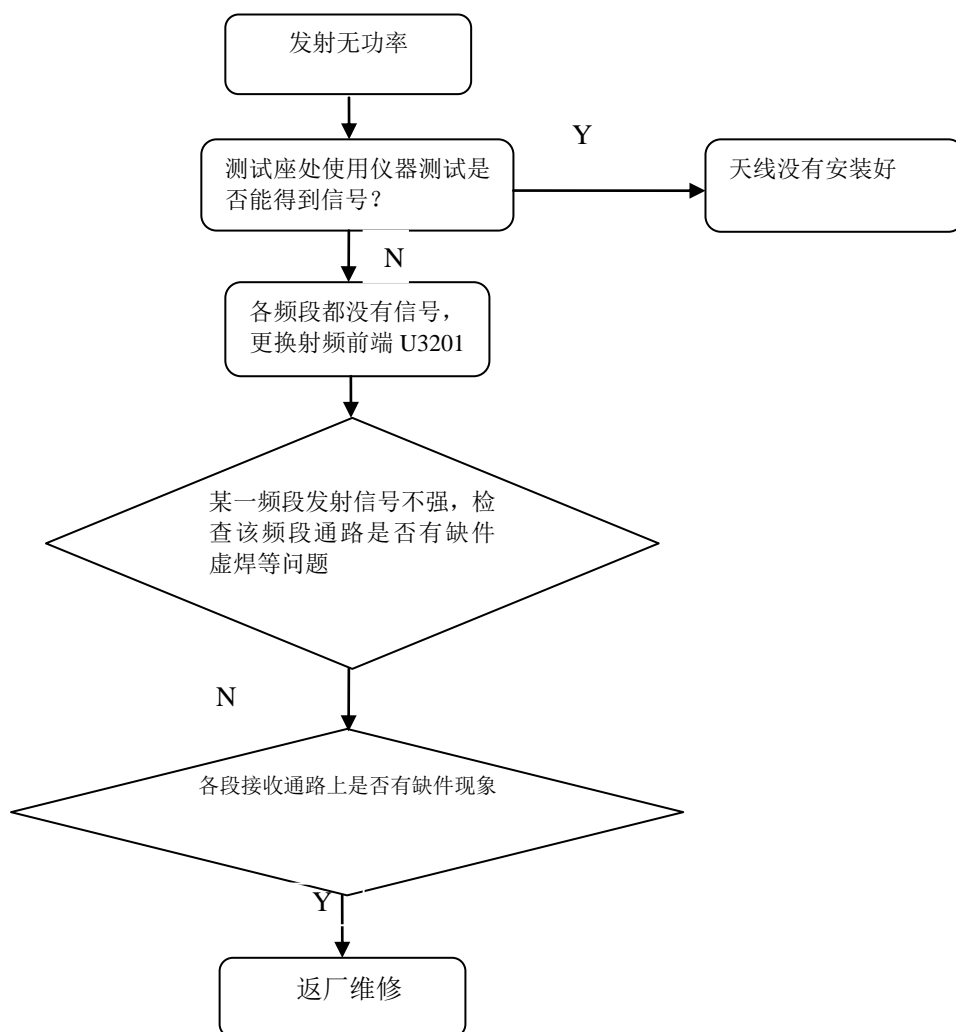 发射无功率
Y
测试座处使用仪器测试是
否能得到信号？
天线没有安装好
N
各频段都没有信号，
更换射频前端 U3201
某一频段发射信号不强，检
查该频段通路是否有缺件
虚焊等问题
N
各段接收通路上是否有缺件现象
Y
返厂维修